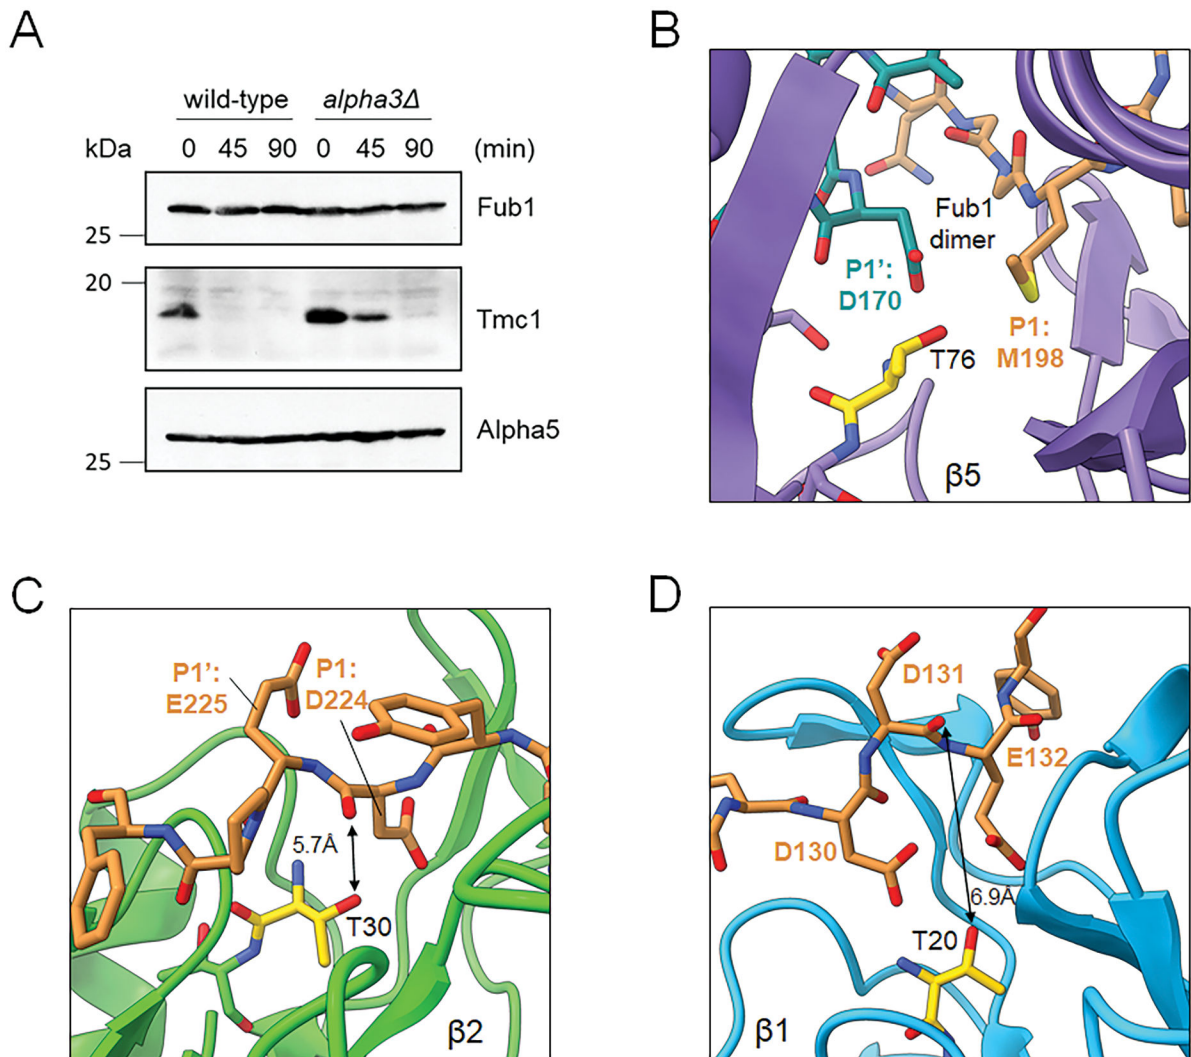 A
wild-type alpha3Δ
kDa 0 45 90 0 45 90 (min)
Fub1
25
20
Tmc1
Alpha5
25
B
Fub1
dimer
P1’:
D170
P1:
M198
T76
β5
C
P1’:
E225
P1:
D224
5.7Å
T30
β2
D
D131
E132
D130
6.9Å
T20
β1